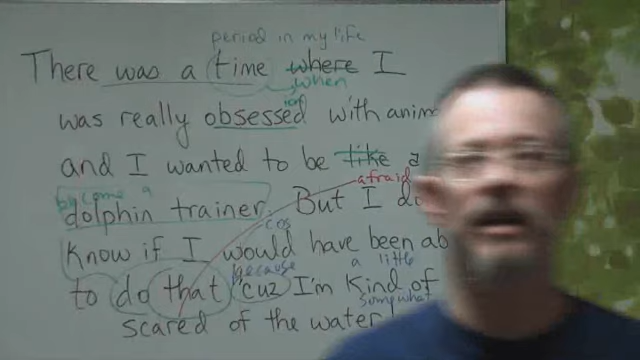 period in my life
There was a time where I
when
ion
was really obsessed with anim
and I wanted to be like a
become a
afraid
dolphin trainer. But I do
cos
know if I would have been ab
because
a little
to do that 'cuz I'm kind of
somewhat
scared of the water!